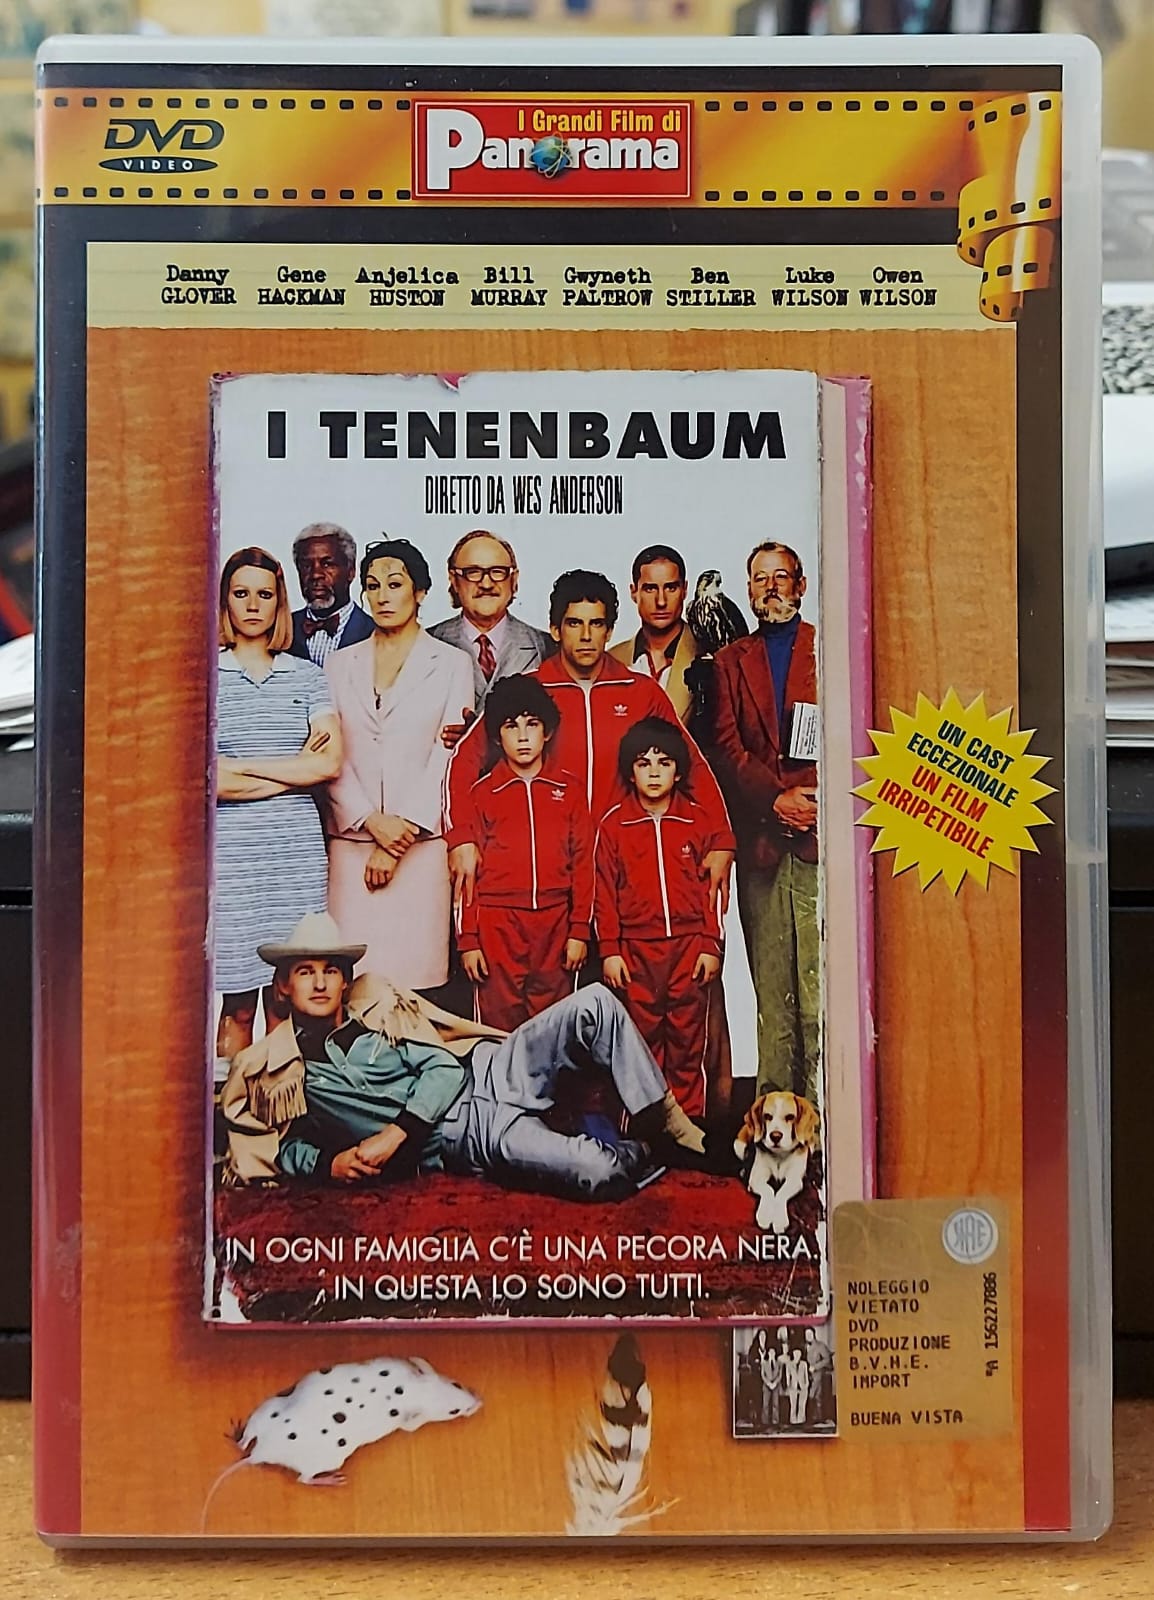 DVD
VIDEO
I Grandi Film di
Panorama
Danny Gene Anjelica Bill Gwyneth Ben Luke Owen
GLOVER HACKMAN HUSTON MURRAY PALTROW STILLER WILSON WILSON
I TENENBAUM
DIRETTO DA WES ANDERSON
UN CAST
ECCEZIONALE
UN FILM
IRRIPETIBILE
IN OGNI FAMIGLIA C'È UNA PECORA NERA.
IN QUESTA LO SONO TUTTI.
NOLEGGIO
VIETATO
DVD
PRODUZIONE
B.V.H.E.
IMPORT
BUENA VISTA
156227886